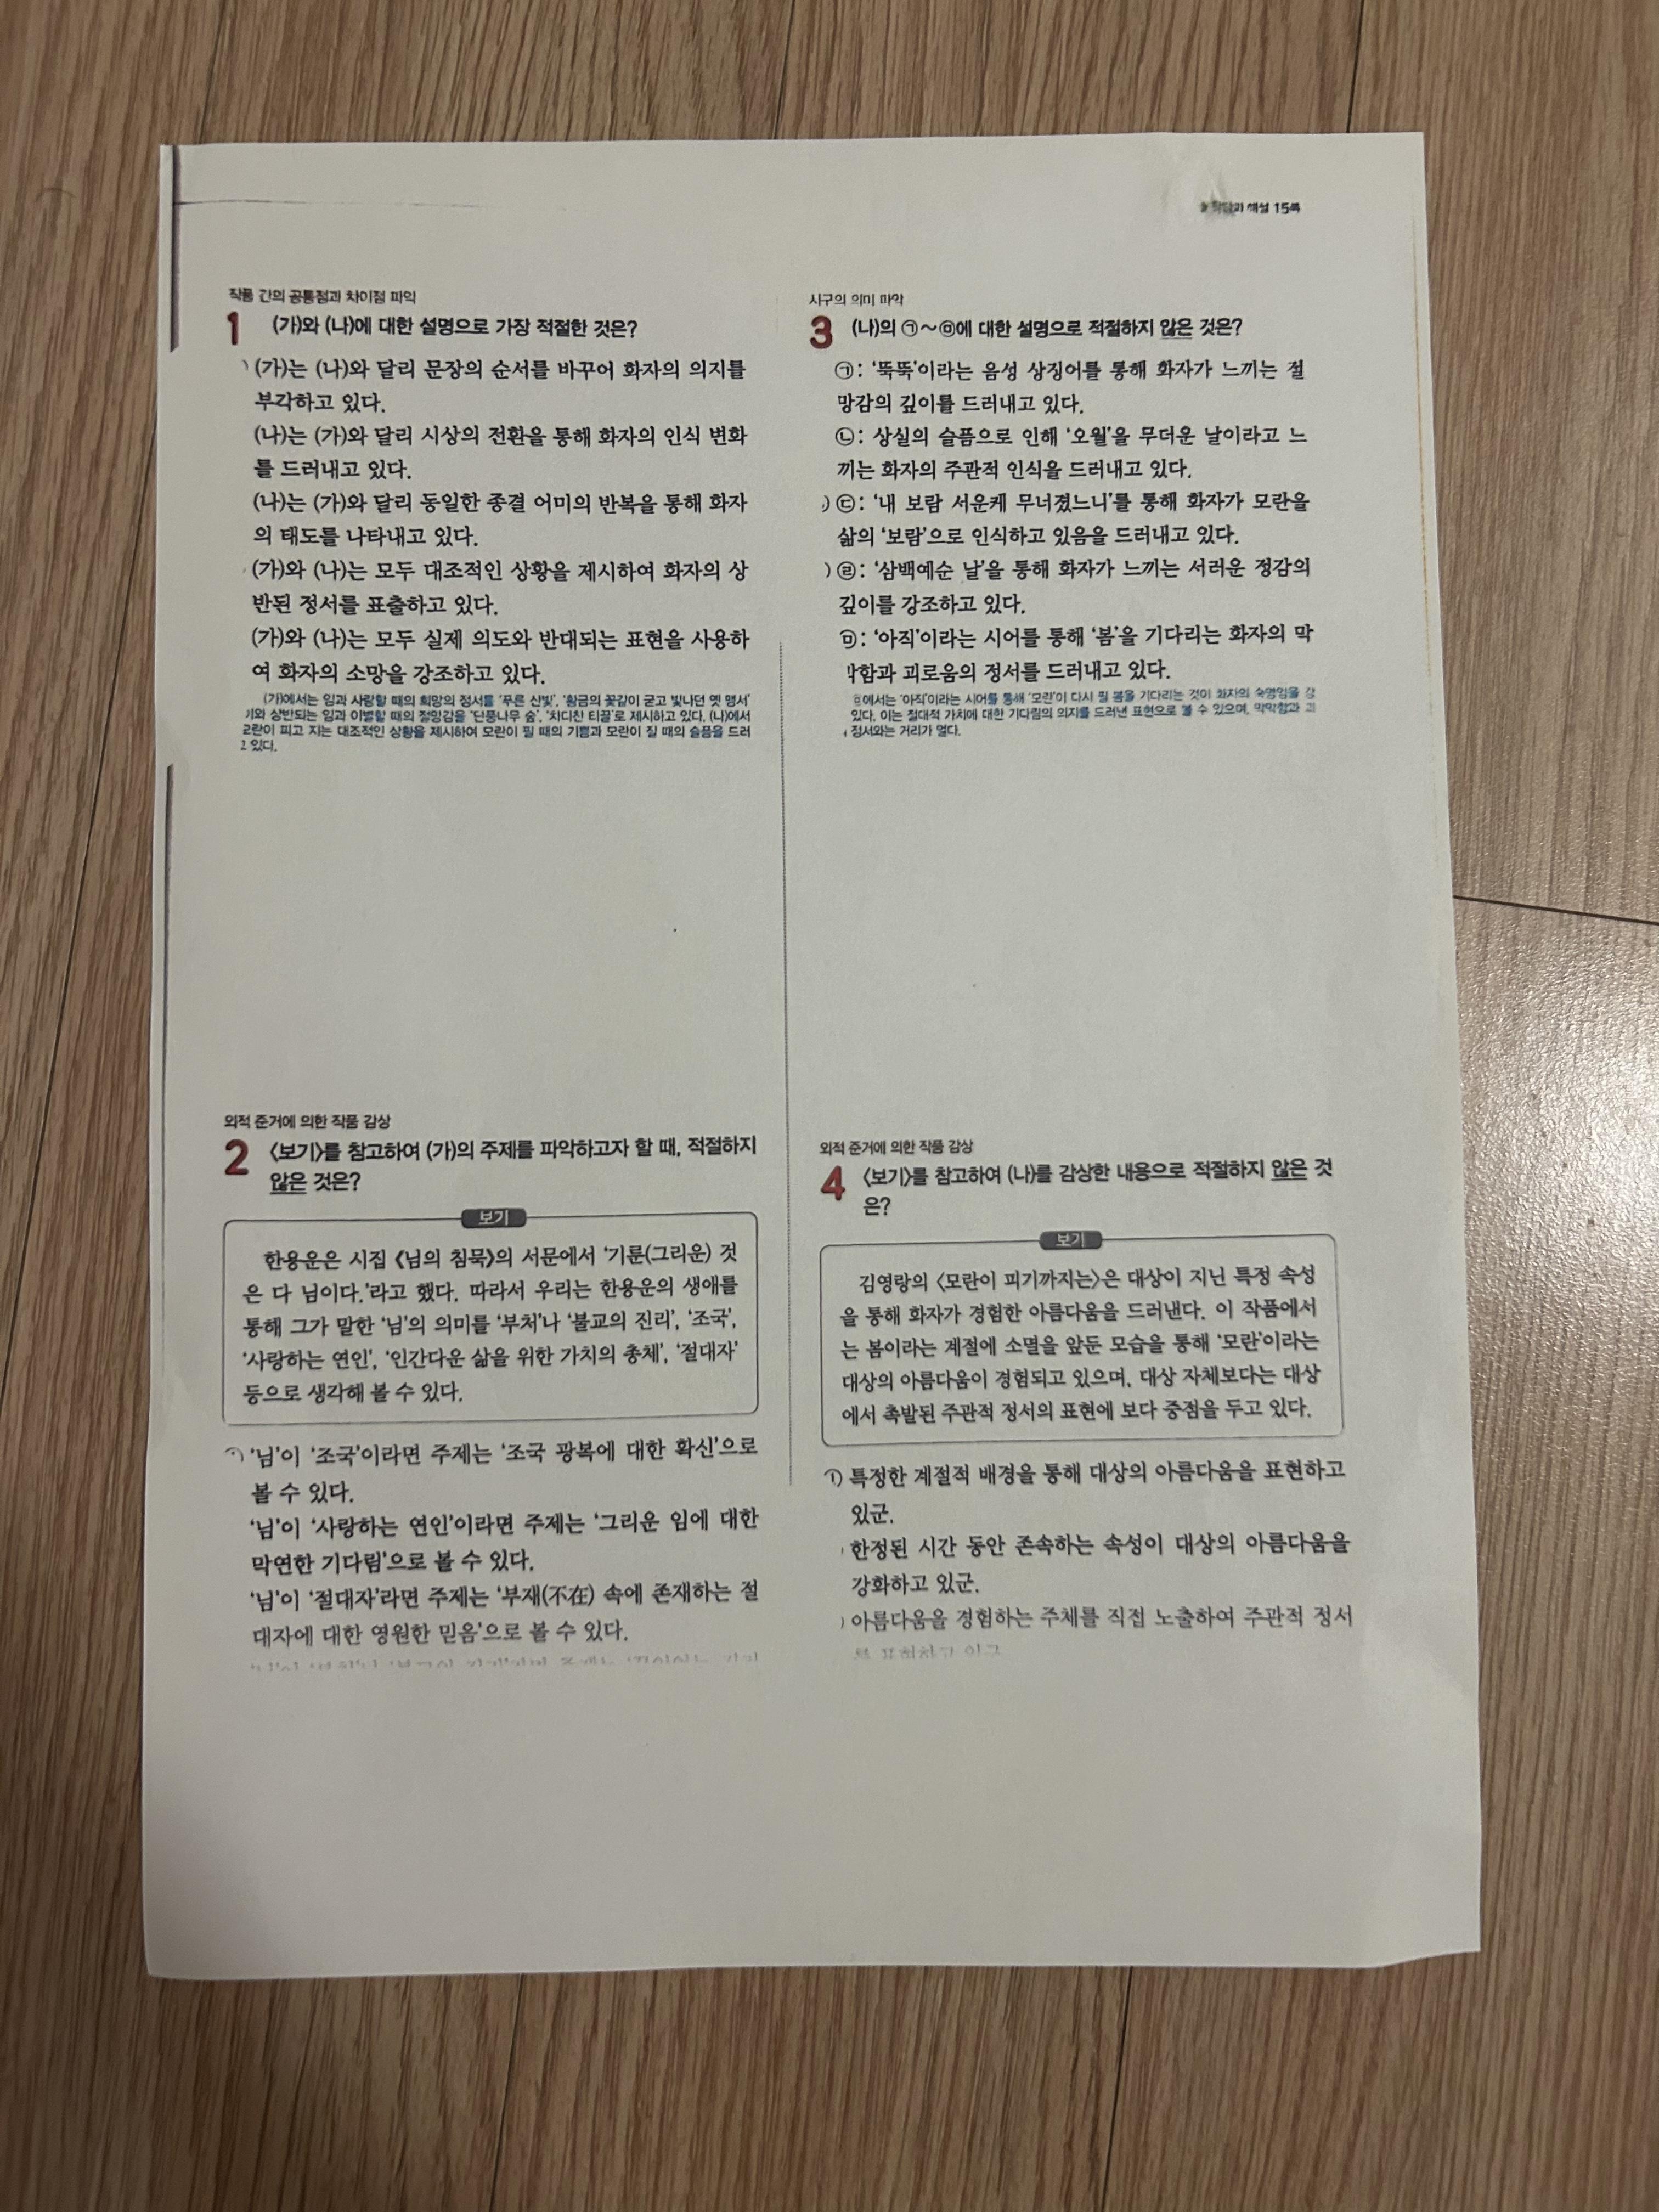 정답과 해설 15쪽
작품 간의 공통점과 차이점 파악
1 (가)와 (나)에 대한 설명으로 가장 적절한 것은?
(가)는 (나)와 달리 문장의 순서를 바꾸어 화자의 의지를
부각하고 있다.
(나)는 (가)와 달리 시상의 전환을 통해 화자의 인식 변화
를 드러내고 있다.
(나)는 (가)와 달리 동일한 종결 어미의 반복을 통해 화자
의 태도를 나타내고 있다.
(가)와 (나)는 모두 대조적인 상황을 제시하여 화자의 상
반된 정서를 표출하고 있다.
(가)와 (나)는 모두 실제 의도와 반대되는 표현을 사용하
여 화자의 소망을 강조하고 있다.
(가)에서는 임과 사랑할 때의 희망의 정서를 '푸른 산빛', '황금의 꽃같이 굳고 빛나던 옛 맹서'
와 상반되는 임과 이별할 때의 절망감을 '단풍나무 숲', '차디찬 티끌'로 제시하고 있다. (나)에서
모란이 피고 지는 대조적인 상황을 제시하여 모란이 필 때의 기쁨과 모란이 질 때의 슬픔을 드러
있다.
외적 준거에 의한 작품 감상
2 〈보기〉를 참고하여 (가)의 주제를 파악하고자 할 때, 적절하지
않은 것은?
보기
한용운은 시집 《님의 침묵》의 서문에서 '기룬(그리운) 것
은 다 님이다.'라고 했다. 따라서 우리는 한용운의 생애를
통해 그가 말한 '님'의 의미를 '부처'나 '불교의 진리', '조국',
'사랑하는 연인', '인간다운 삶을 위한 가치의 총체', '절대자'
등으로 생각해 볼 수 있다.
'님'이 '조국'이라면 주제는 '조국 광복에 대한 확신'으로
볼 수 있다.
'님'이 '사랑하는 연인'이라면 주제는 '그리운 임에 대한
막연한 기다림'으로 볼 수 있다.
'님'이 '절대자'라면 주제는 '부재(不在) 속에 존재하는 절
대자에 대한 영원한 믿음'으로 볼 수 있다.
시구의 의미 파악
3 (나)의 ㉠~㉤에 대한 설명으로 적절하지 않은 것은?
㉠: '뚝뚝'이라는 음성 상징어를 통해 화자가 느끼는 절
망감의 깊이를 드러내고 있다.
㉡: 상실의 슬픔으로 인해 '오월'을 무더운 날이라고 느
끼는 화자의 주관적 인식을 드러내고 있다.
㉢: '내 보람 서운케 무너졌느니'를 통해 화자가 모란을
삶의 '보람'으로 인식하고 있음을 드러내고 있다.
㉣: '삼백예순 날'을 통해 화자가 느끼는 서러운 정감의
깊이를 강조하고 있다.
㉤: '아직'이라는 시어를 통해 '봄'을 기다리는 화자의 막
막함과 괴로움의 정서를 드러내고 있다.
에서는 '아직'이라는 시어를 통해 '모란'이 다시 필 봄을 기다리는 것이 화자의 숙명임을
있다. 이는 절대적 가치에 대한 기다림의 의지를 드러낸 표현으로 볼 수 있으며, 막막함과
정서와는 거리가 멀다.
외적 준거에 의한 작품 감상
4 〈보기〉를 참고하여 (나)를 감상한 내용으로 적절하지 않은 것
은?
보기
김영랑의 〈모란이 피기까지는〉은 대상이 지닌 특정 속성
을 통해 화자가 경험한 아름다움을 드러낸다. 이 작품에서
는 봄이라는 계절에 소멸을 앞둔 모습을 통해 '모란'이라는
대상의 아름다움이 경험되고 있으며, 대상 자체보다는 대상
에서 촉발된 주관적 정서의 표현에 보다 중점을 두고 있다.
특정한 계절적 배경을 통해 대상의 아름다움을 표현하고
있군.
한정된 시간 동안 존속하는 속성이 대상의 아름다움을
강화하고 있군.
아름다움을 경험하는 주체를 직접 노출하여 주관적 정서